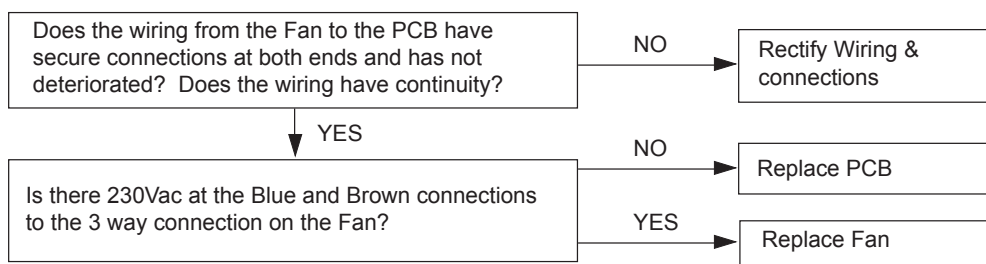 Does the wiring from the Fan to the PCB have
secure connections at both ends and has not
deteriorated?  Does the wiring have continuity?
NO
Rectify Wiring &
connections
YES
Is there 230Vac at the Blue and Brown connections
to the 3 way connection on the Fan?
NO
Replace PCB
YES
Replace Fan